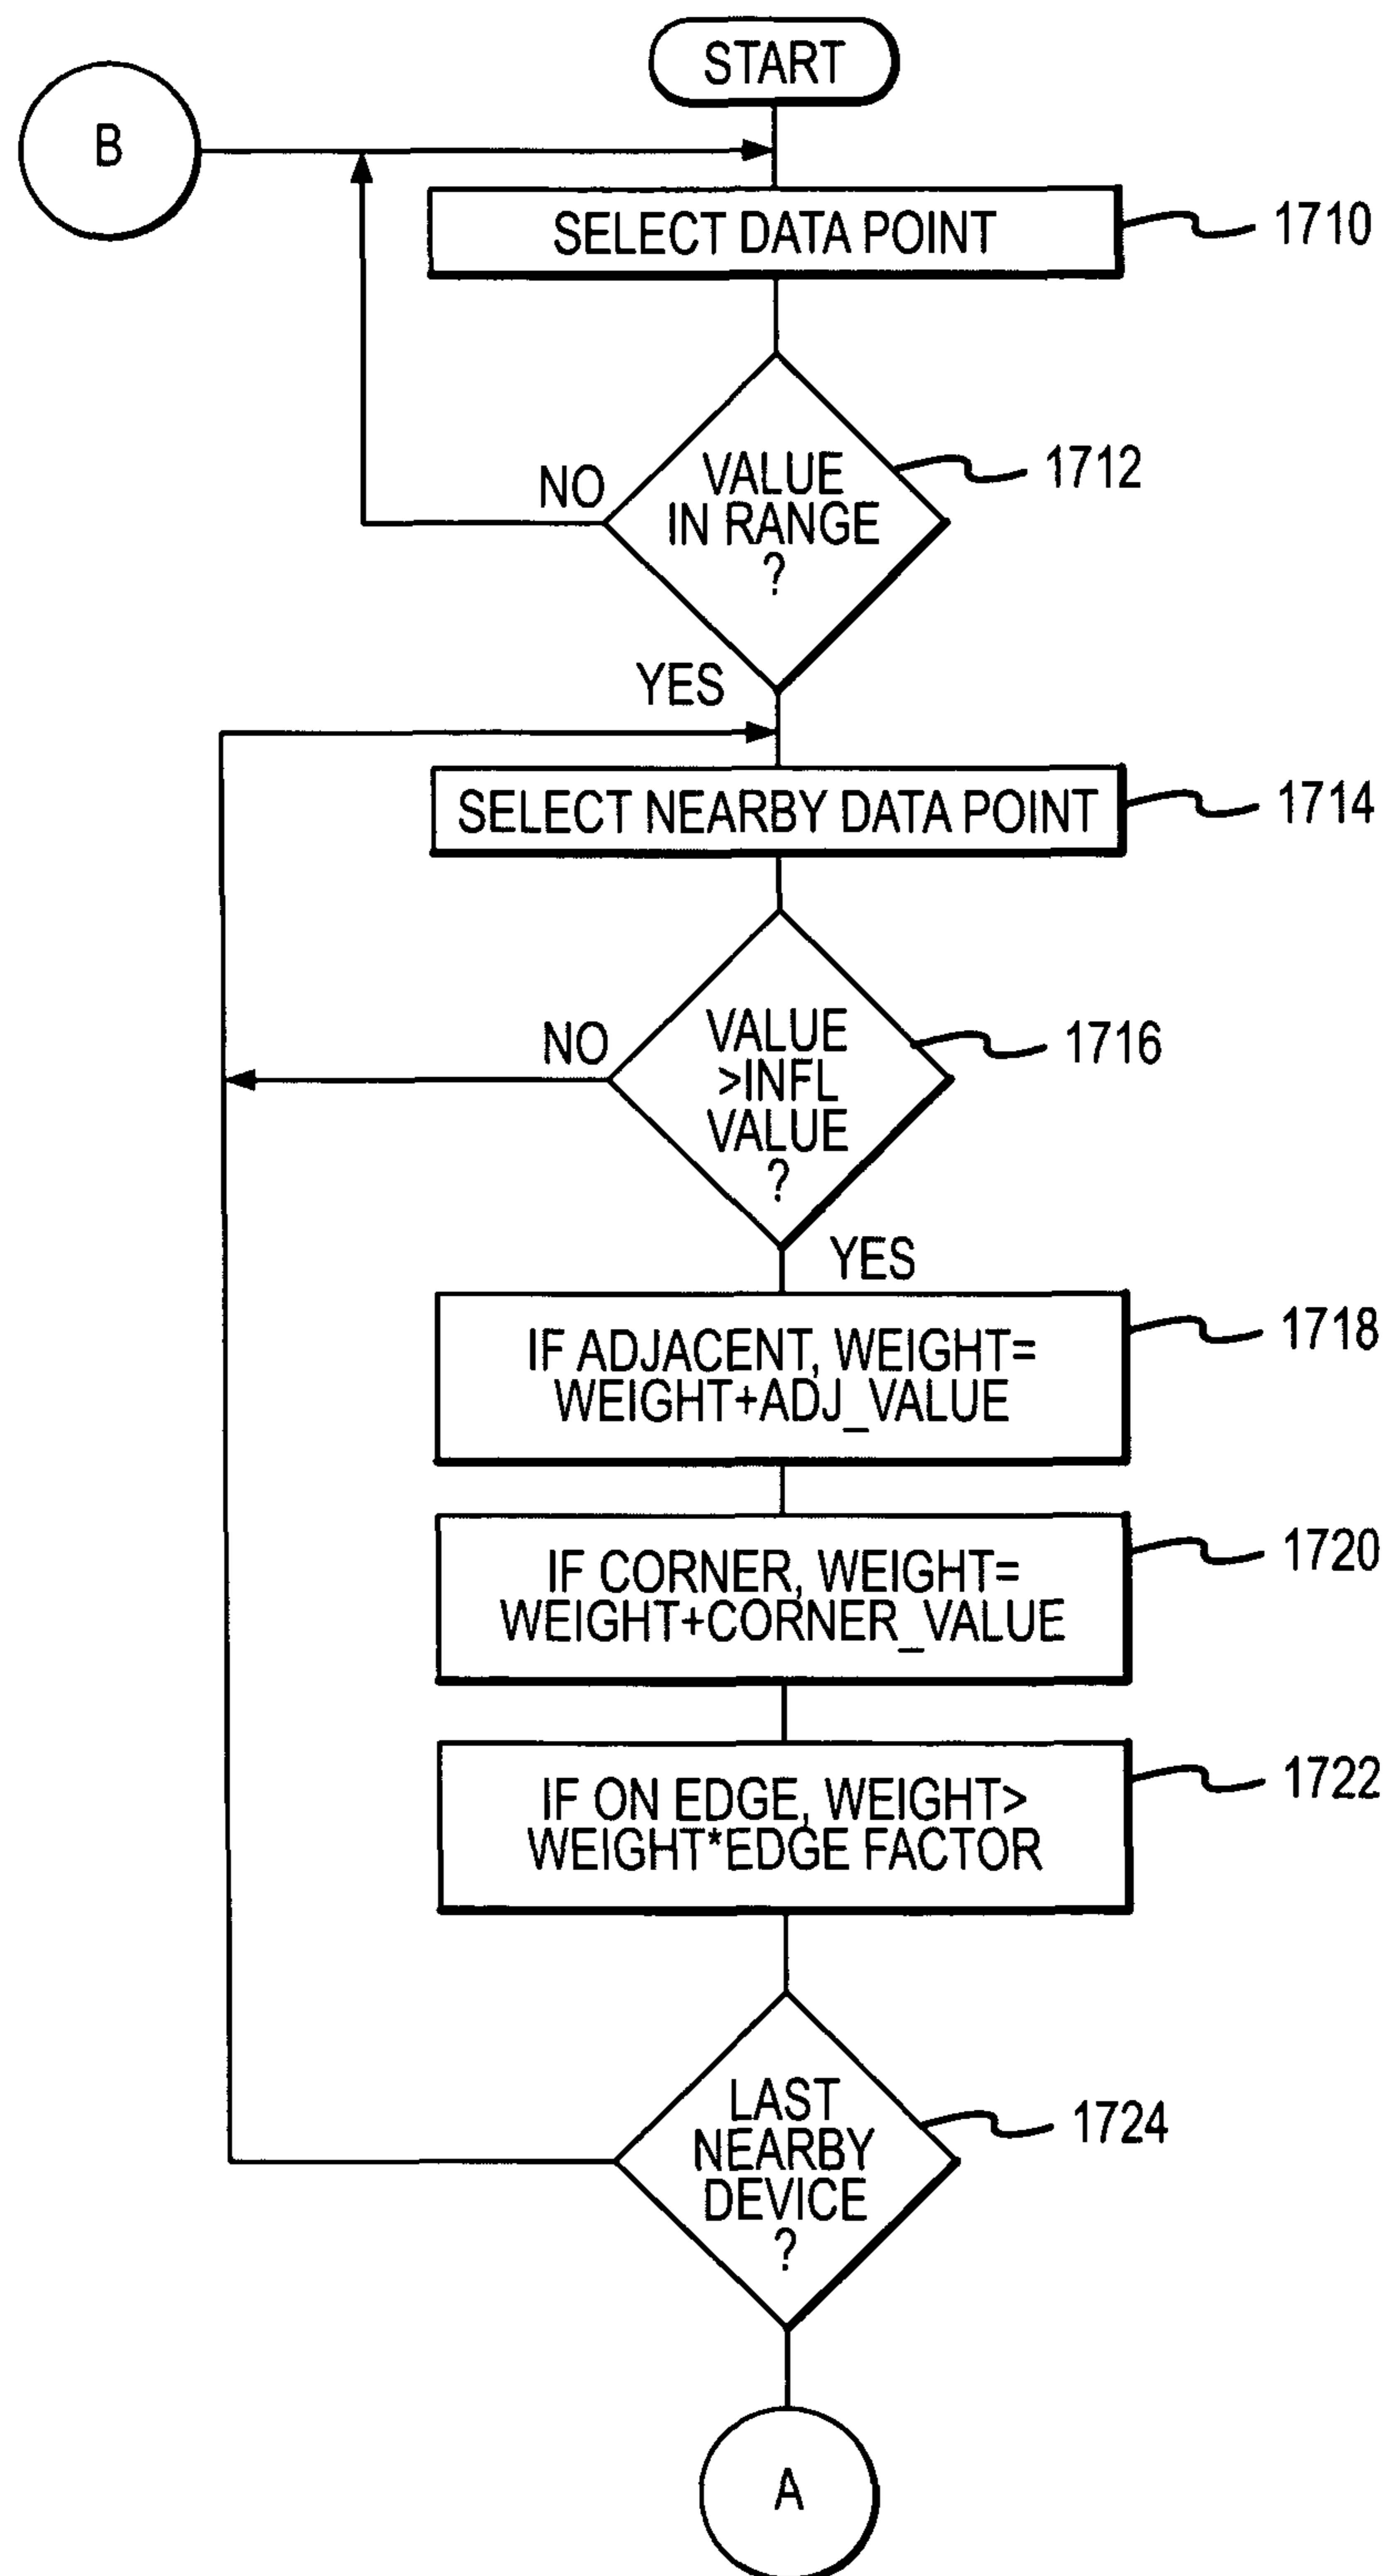 START
B
SELECT DATA POINT
1710
VALUE
IN RANGE
?
1712
NO
YES
SELECT NEARBY DATA POINT
1714
VALUE
>INFL
VALUE
?
1716
NO
YES
IF ADJACENT, WEIGHT=
WEIGHT+ADJ_VALUE
1718
IF CORNER, WEIGHT=
WEIGHT+CORNER_VALUE
1720
IF ON EDGE, WEIGHT>
WEIGHT*EDGE FACTOR
1722
LAST
NEARBY
DEVICE
?
1724
A